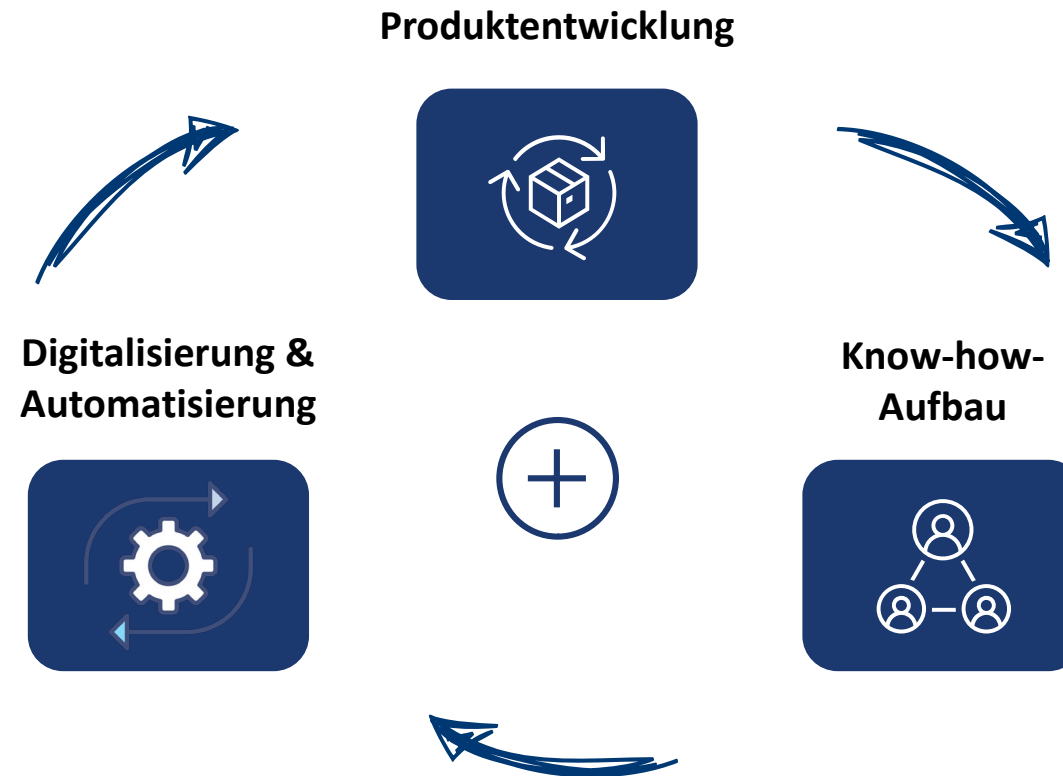 Produktentwicklung
Digitalisierung &
Automatisierung
Know-how-
Aufbau